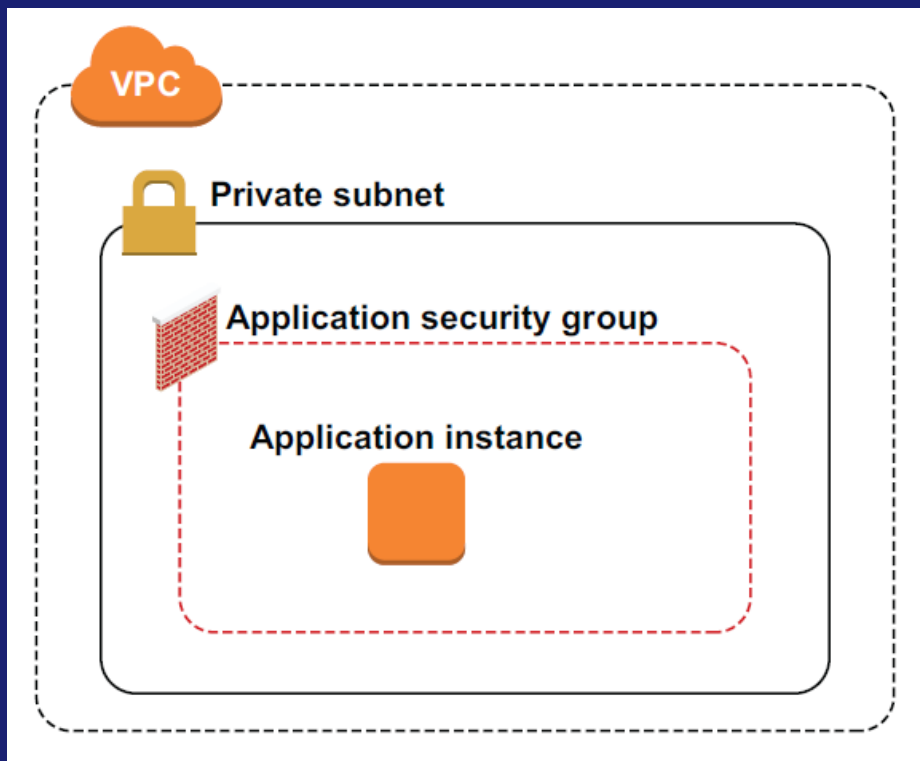 VPC
Private subnet
Application security group
Application instance